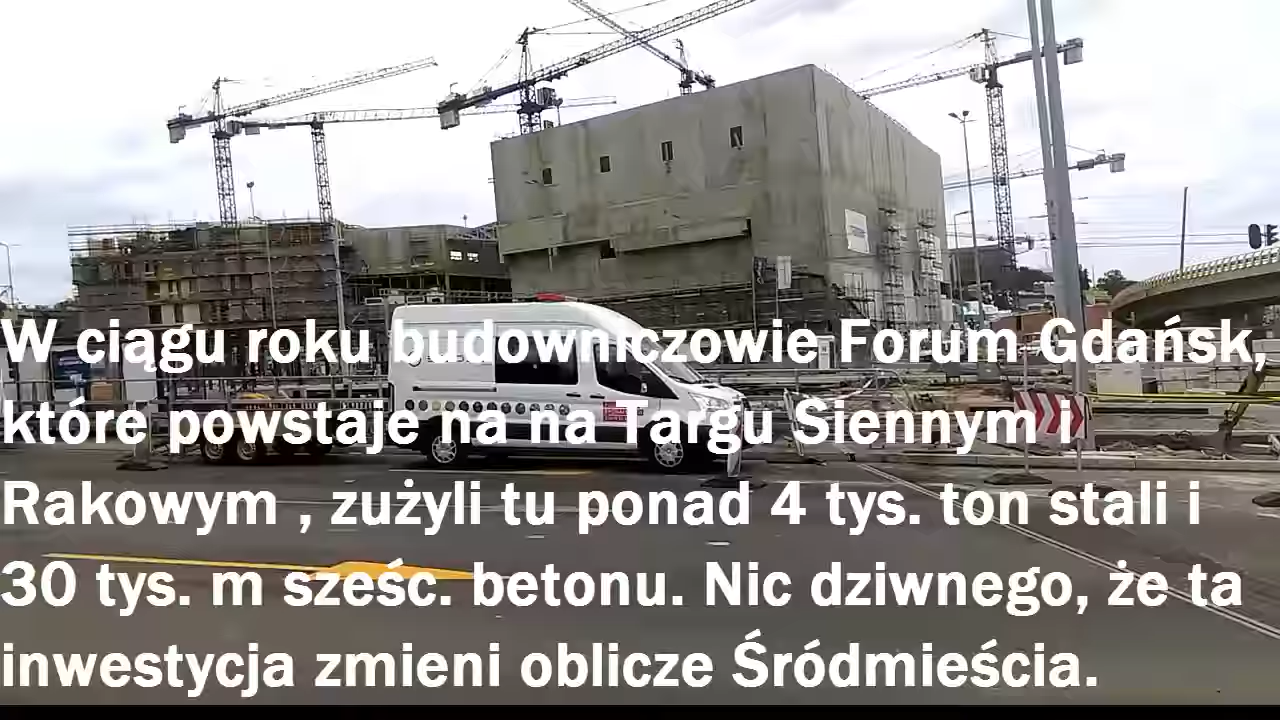 W ciągu roku budowniczowie Forum Gdańsk,
które powstaje na na Targu Siennym i
Rakowym , zużyli tu ponad 4 tys. ton stali i
30 tys. m sześc. betonu. Nic dziwnego, że ta
inwestycja zmieni oblicze Śródmieścia.